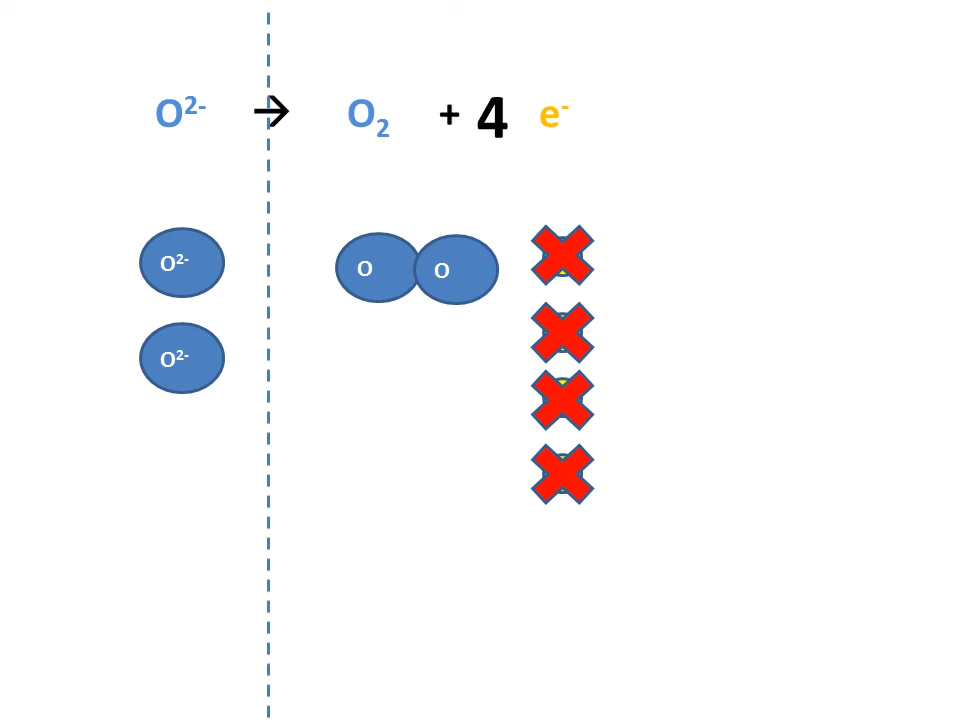 O²⁻ → O₂ + 4 e⁻
O²⁻ O O
O²⁻